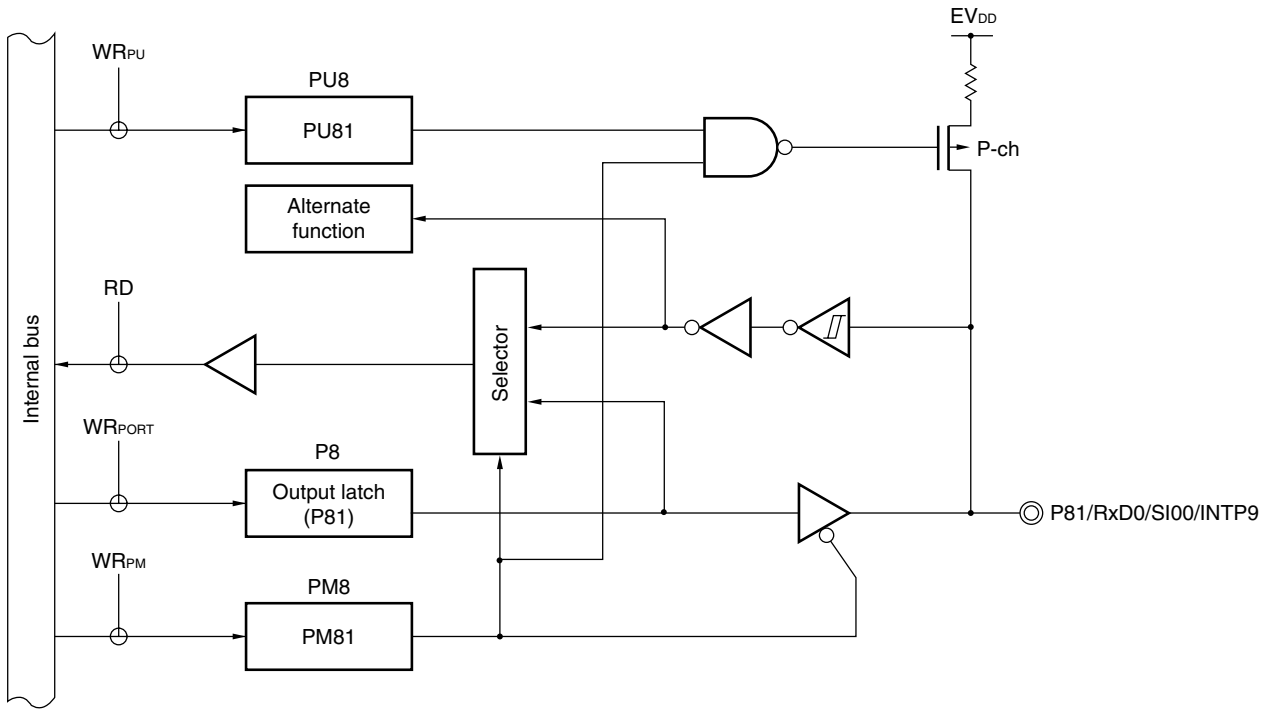 EVDD
WRPU
PU8
PU81
P-ch
Alternate
function
RD
Selector
Internal bus
WRPORT
P8
Output latch
(P81)
P81/RxD0/SI00/INTP9
WRPM
PM8
PM81